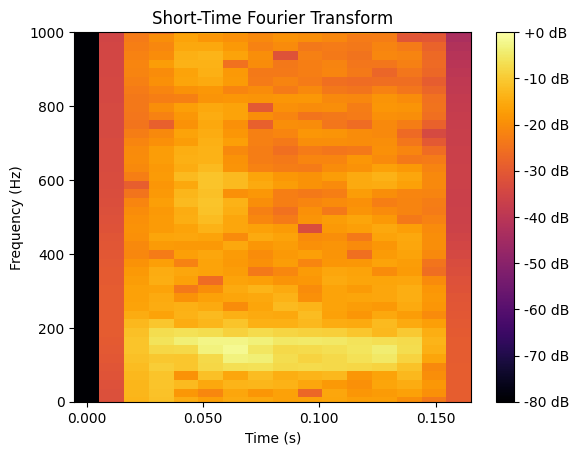 Short-Time Fourier Transform
1000
800
600
400
200
0
Frequency (Hz)
0.000
0.050
0.100
0.150
Time (s)
+0 dB
-10 dB
-20 dB
-30 dB
-40 dB
-50 dB
-60 dB
-70 dB
-80 dB